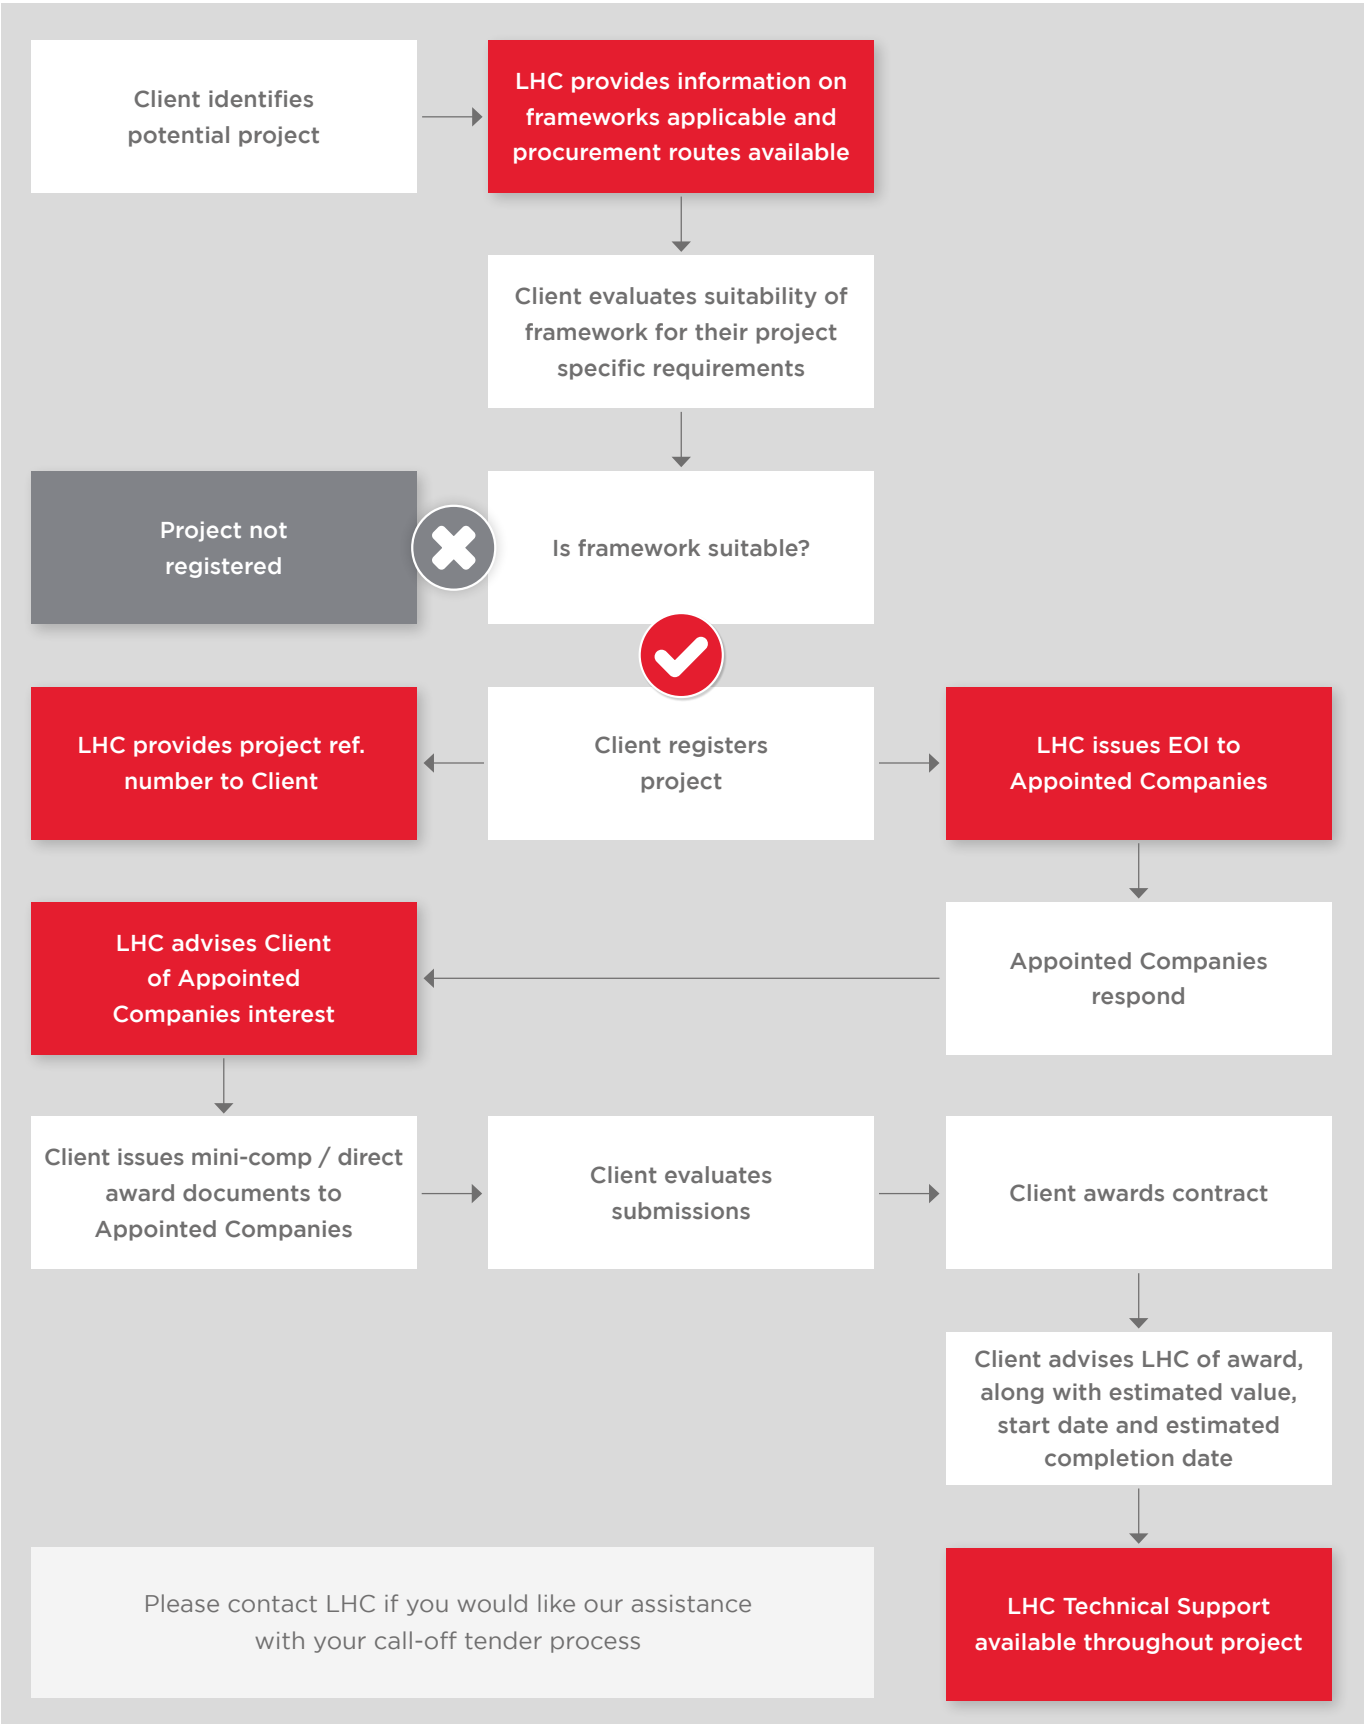 Client identifies
potential project
LHC provides information on
frameworks applicable and
procurement routes available
Client evaluates suitability of
framework for their project
specific requirements
Project not
registered
Is framework suitable?
LHC provides project ref.
number to Client
Client registers
project
LHC issues EOI to
Appointed Companies
LHC advises Client
of Appointed
Companies interest
Appointed Companies
respond
Client issues mini-comp / direct
award documents to
Appointed Companies
Client evaluates
submissions
Client awards contract
Client advises LHC of award,
along with estimated value,
start date and estimated
completion date
Please contact LHC if you would like our assistance
with your call-off tender process
LHC Technical Support
available throughout project